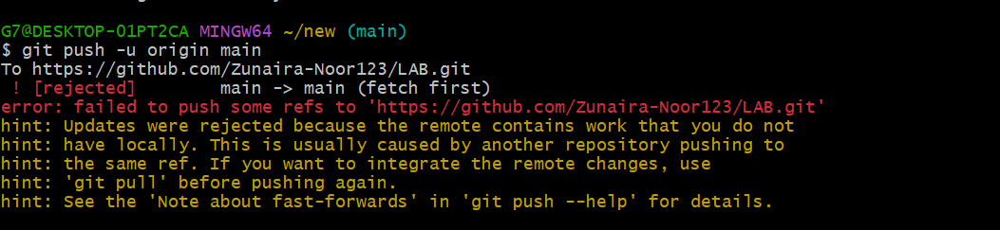 G7@DESKTOP-01PT2CA MINGW64 ~/new (main)
$ git push -u origin main
To https://github.com/Zunaira-Noor123/LAB.git
 ! [rejected]        main -> main (fetch first)
error: failed to push some refs to 'https://github.com/Zunaira-Noor123/LAB.git'
hint: Updates were rejected because the remote contains work that you do not
hint: have locally. This is usually caused by another repository pushing to
hint: the same ref. If you want to integrate the remote changes, use
hint: 'git pull' before pushing again.
hint: See the 'Note about fast-forwards' in 'git push --help' for details.